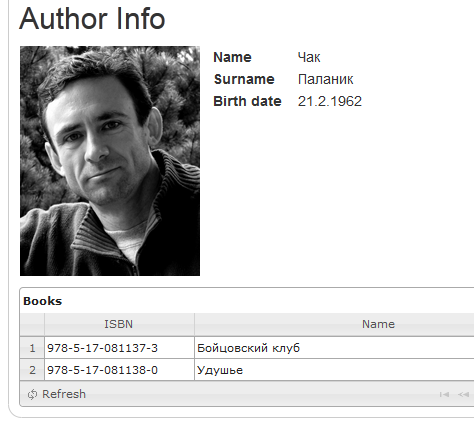 Author Info
Name Чак
Surname Паланик
Birth date 21.2.1962
Books
ISBN Name
1 978-5-17-081137-3 Бойцовский клуб
2 978-5-17-081138-0 Удушье
Refresh